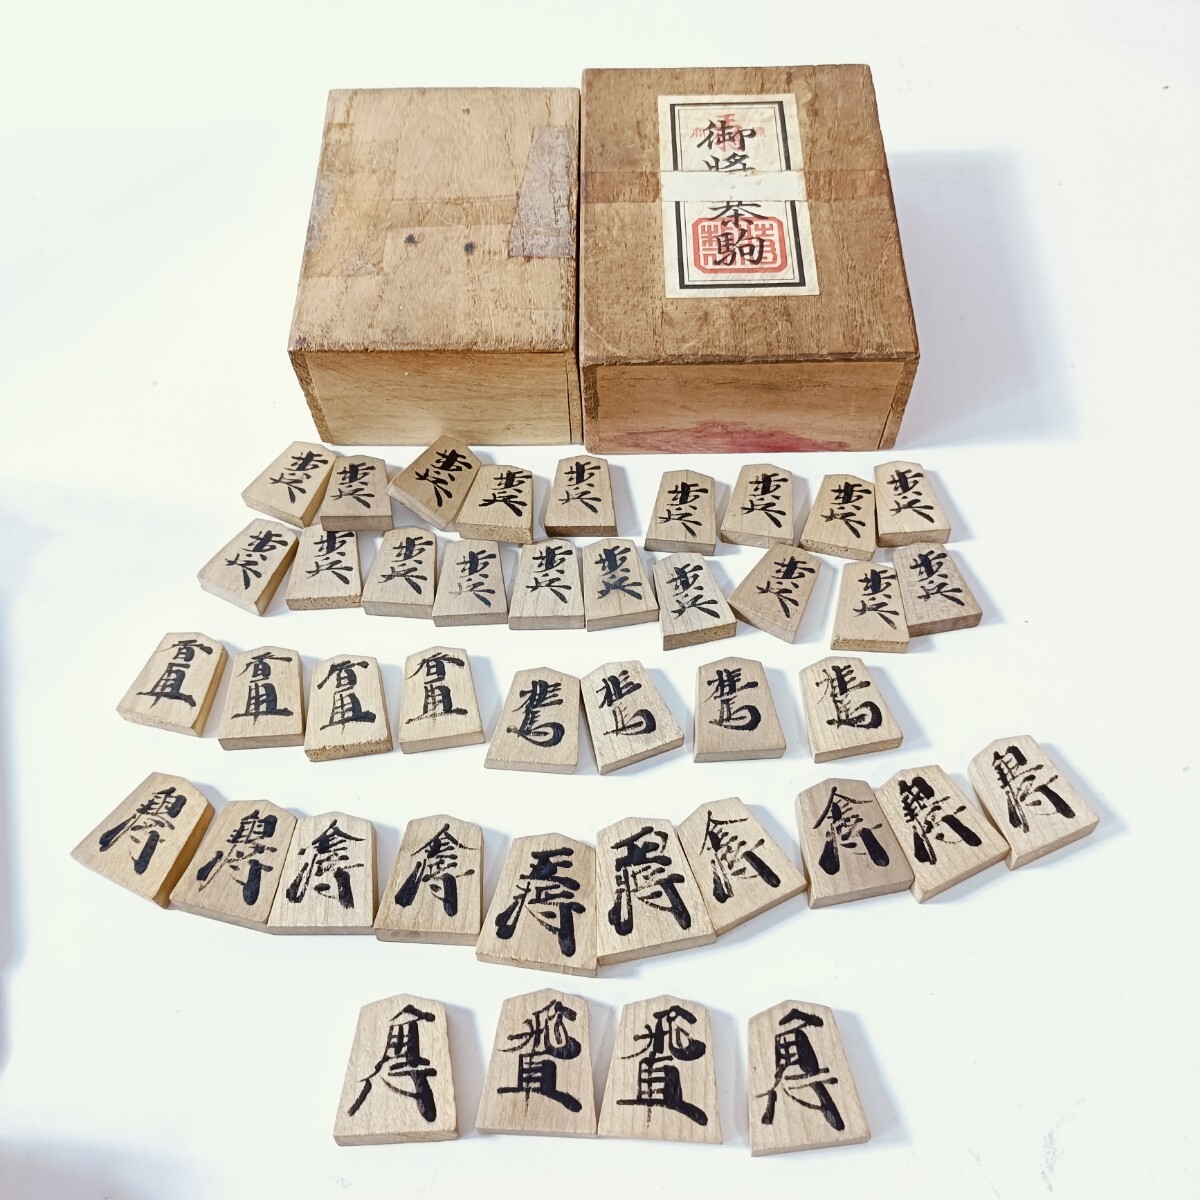 御将棊駒
歩兵 歩兵 歩兵 歩兵 歩兵 歩兵 歩兵 歩兵 歩兵
歩兵 歩兵 歩兵 歩兵 歩兵 歩兵 歩兵 歩兵 歩兵 歩兵
香車 香車 香車 香車 桂馬 桂馬 桂馬 桂馬
銀将 銀将 金将 金将 王将 玉将 金将 金将 銀将 銀将
角行 飛車 飛車 角行